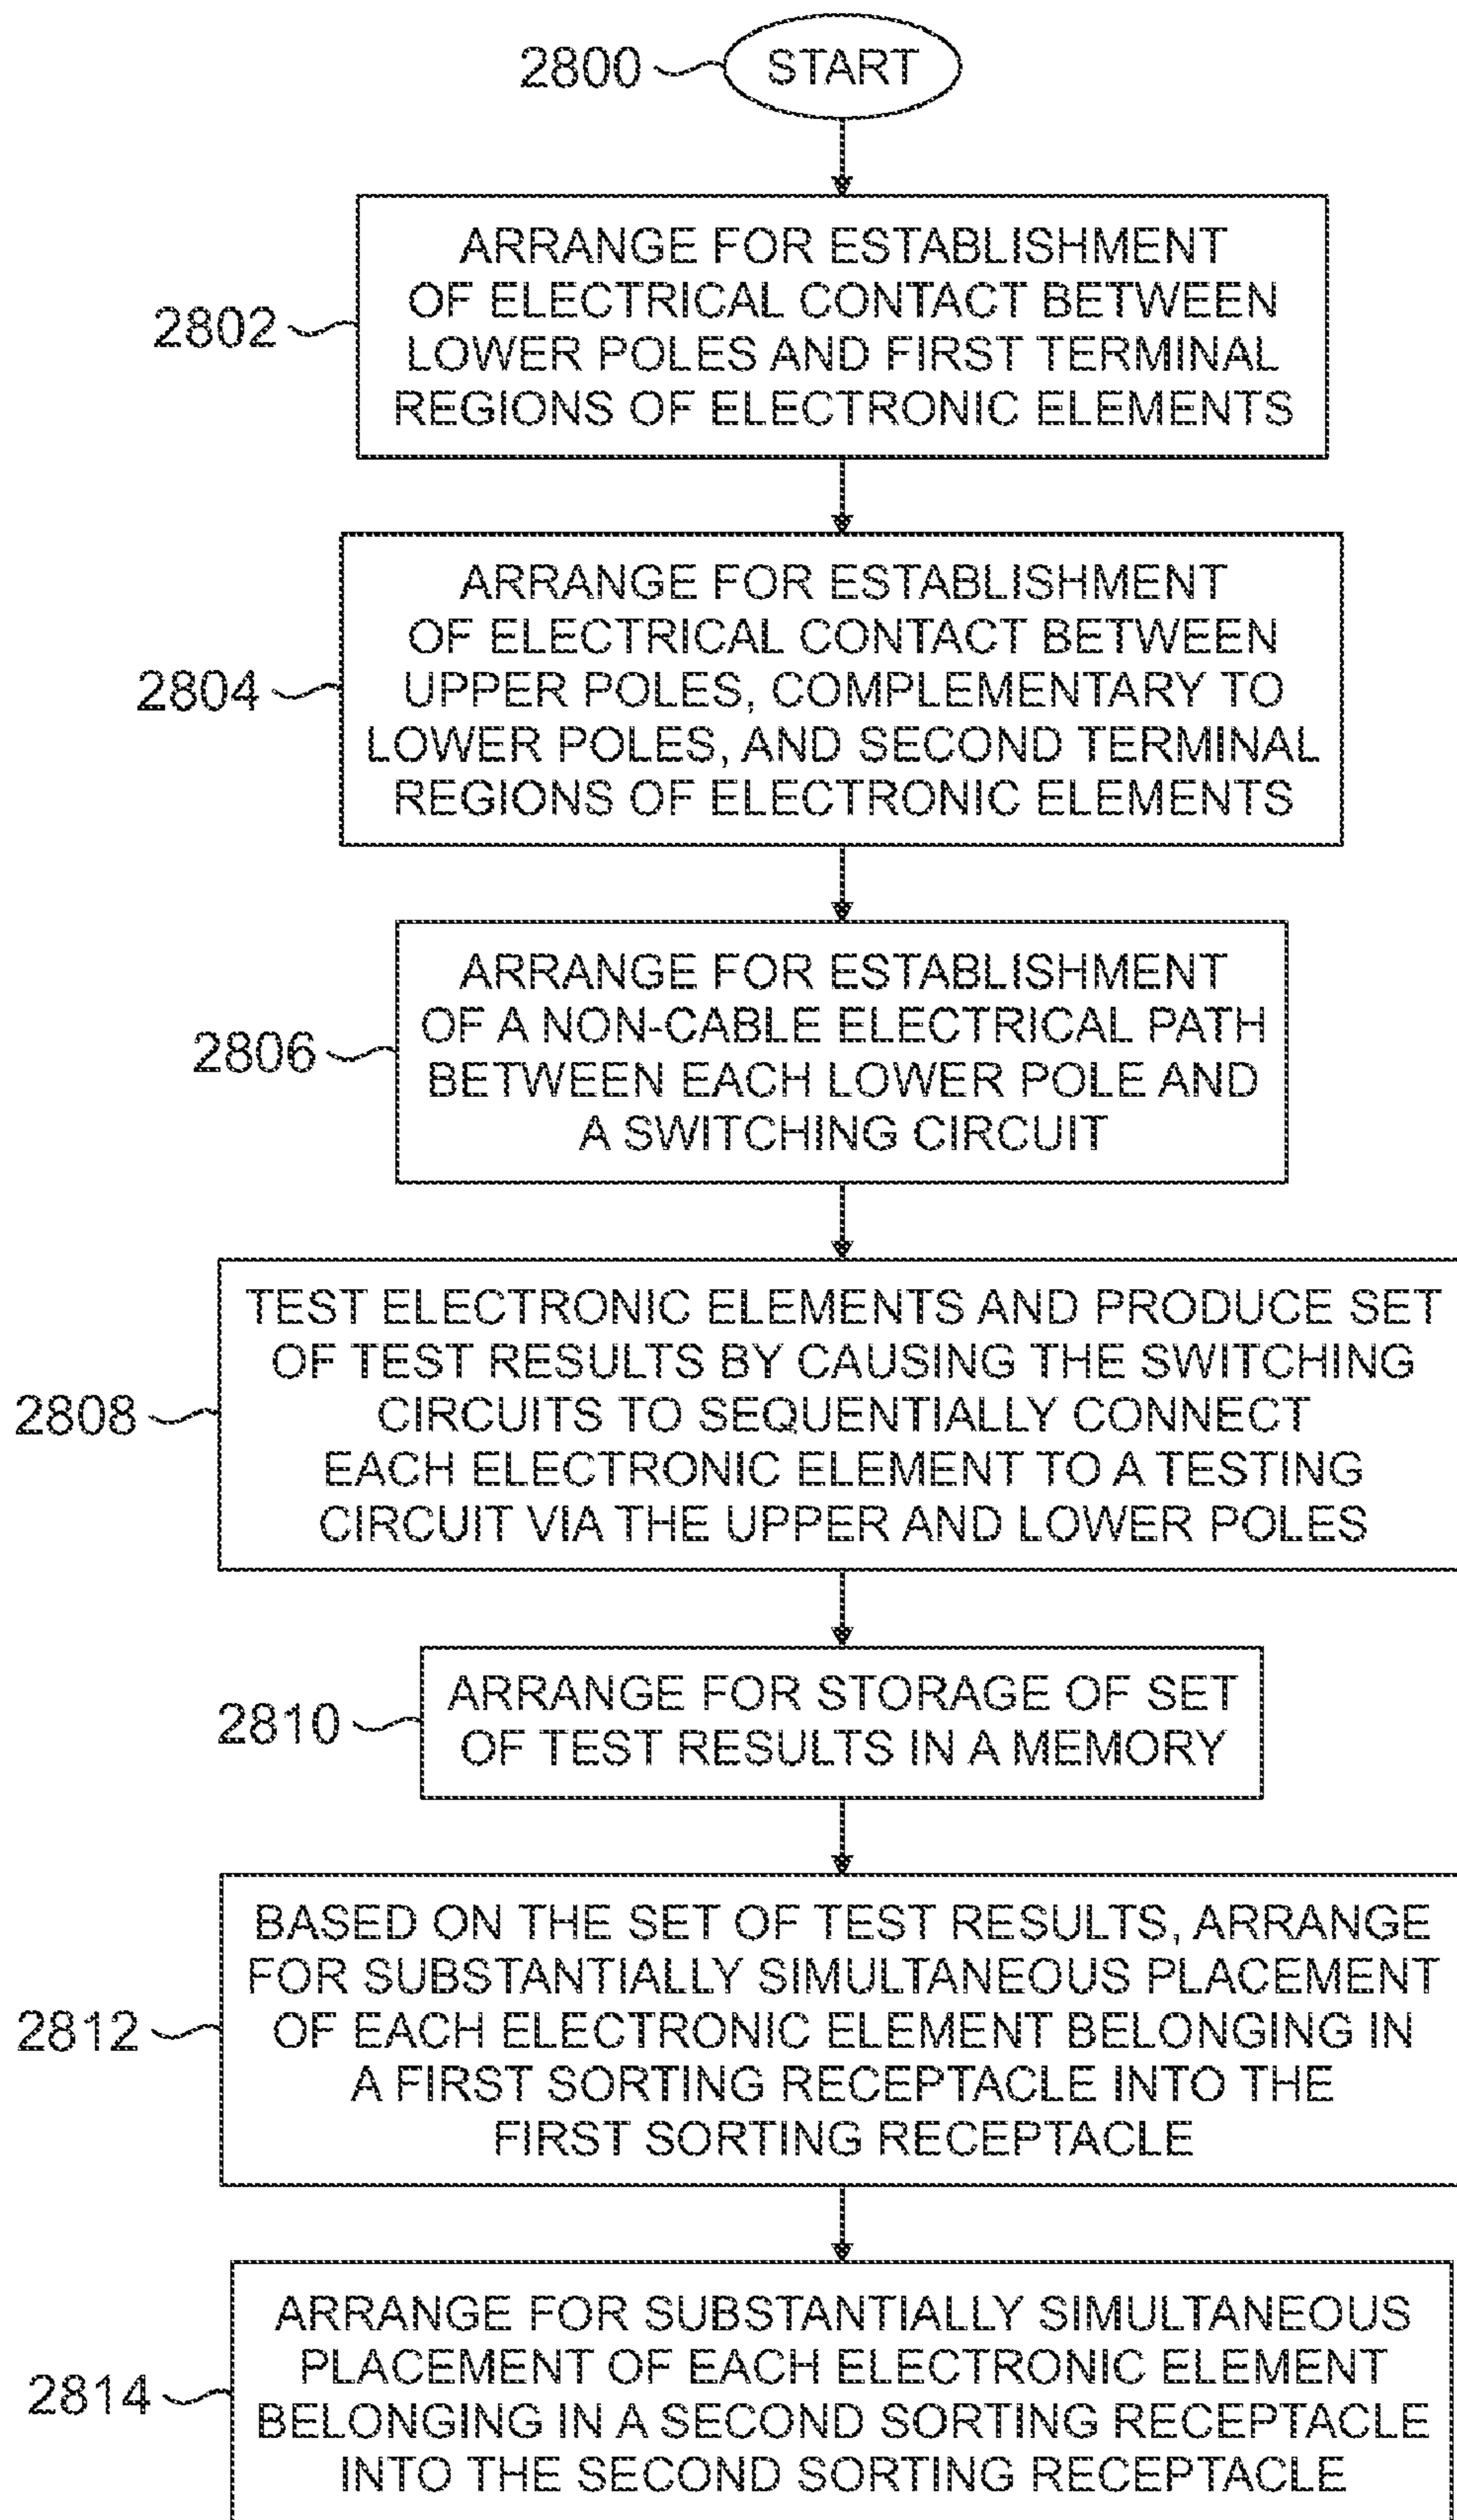 2800
START
2802
ARRANGE FOR ESTABLISHMENT
OF ELECTRICAL CONTACT BETWEEN
LOWER POLES AND FIRST TERMINAL
REGIONS OF ELECTRONIC ELEMENTS
2804
ARRANGE FOR ESTABLISHMENT
OF ELECTRICAL CONTACT BETWEEN
UPPER POLES, COMPLEMENTARY TO
LOWER POLES, AND SECOND TERMINAL
REGIONS OF ELECTRONIC ELEMENTS
2806
ARRANGE FOR ESTABLISHMENT
OF A NON-CABLE ELECTRICAL PATH
BETWEEN EACH LOWER POLE AND
A SWITCHING CIRCUIT
2808
TEST ELECTRONIC ELEMENTS AND PRODUCE SET
OF TEST RESULTS BY CAUSING THE SWITCHING
CIRCUITS TO SEQUENTIALLY CONNECT
EACH ELECTRONIC ELEMENT TO A TESTING
CIRCUIT VIA THE UPPER AND LOWER POLES
2810
ARRANGE FOR STORAGE OF SET
OF TEST RESULTS IN A MEMORY
2812
BASED ON THE SET OF TEST RESULTS, ARRANGE
FOR SUBSTANTIALLY SIMULTANEOUS PLACEMENT
OF EACH ELECTRONIC ELEMENT BELONGING IN
A FIRST SORTING RECEPTACLE INTO THE
FIRST SORTING RECEPTACLE
2814
ARRANGE FOR SUBSTANTIALLY SIMULTANEOUS
PLACEMENT OF EACH ELECTRONIC ELEMENT
BELONGING IN A SECOND SORTING RECEPTACLE
INTO THE SECOND SORTING RECEPTACLE